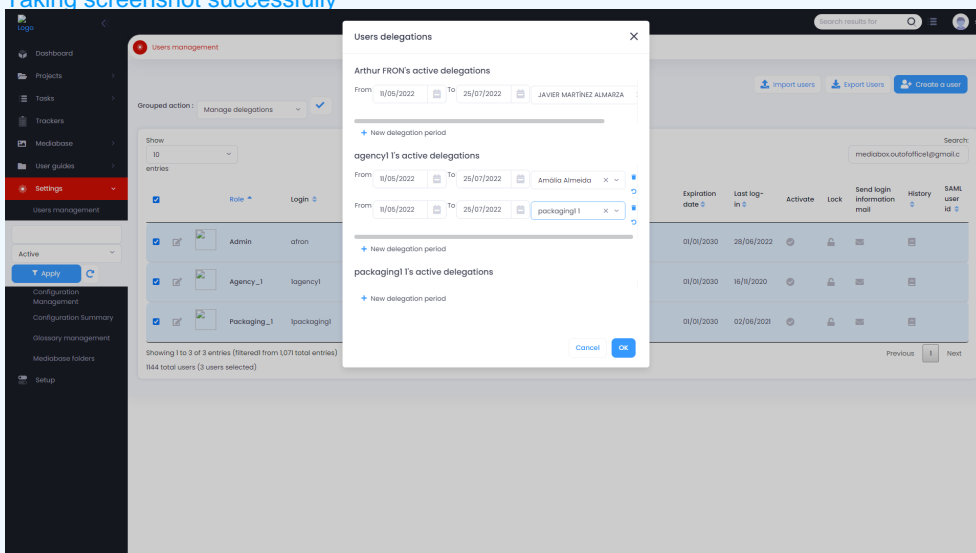 Taking screenshot successfully
Logo
Search results for
Dashboard
Projects
Tasks
Trackers
Mediabase
User guides
Settings
Users management
Active
Apply
Configuration
Management
Configuration Summary
Glossary management
Mediabase folders
Setup
Users management
Import users
Export Users
Create a user
Grouped action :
Manage delegations
Show
10
entries
Search:
mediabox.outofoffice1@gmail.c
Role
Login
Expiration
date
Last log-
in
Activate
Lock
Send login
information
mail
History
SAML
user
id
Admin
afron
01/01/2030
28/06/2022
Agency_1
1agency1
01/01/2030
16/11/2020
Packaging_1
1packaging1
01/01/2030
02/06/2021
Showing 1 to 3 of 3 entries (filtered1 from 1,071 total entries)
1144 total users (3 users selected)
Previous
1
Next
Users delegations
Arthur FRON's active delegations
From
11/05/2022
To
25/07/2022
JAVIER MARTÍNEZ ALMARZA
+ New delegation period
agency1 1's active delegations
From
11/05/2022
To
25/07/2022
Amália Almeida
From
11/05/2022
To
25/07/2022
packaging1 1
+ New delegation period
packaging1 1's active delegations
+ New delegation period
Cancel
OK